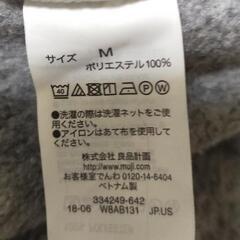 サイズ M
ポリエステル100%
40
●洗濯の際は洗濯ネットをご使
用ください。
●アイロンはあて布を使用して
ください。
株式会社 良品計画
http://www.muji.com/
お客様室でんわ 0120-14-6404
ベトナム製
334249-642
18-06 W8AB131 JP.US